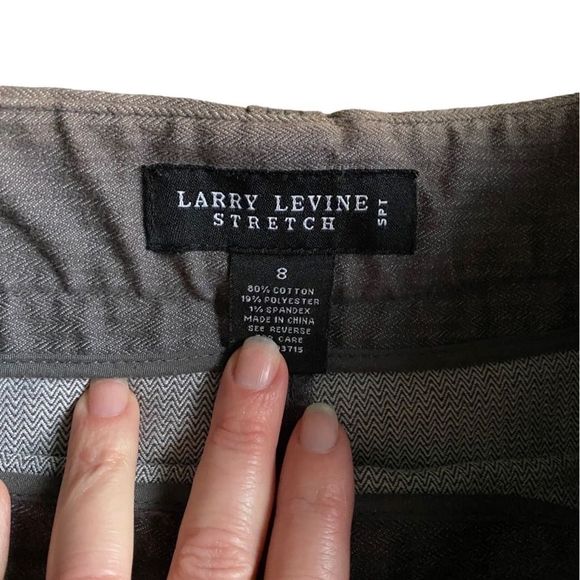 LARRY LEVINE
STRETCH
SPT
8
80% COTTON
19% POLYESTER
1% SPANDEX
MADE IN CHINA
SEE REVERSE
CARE
3715